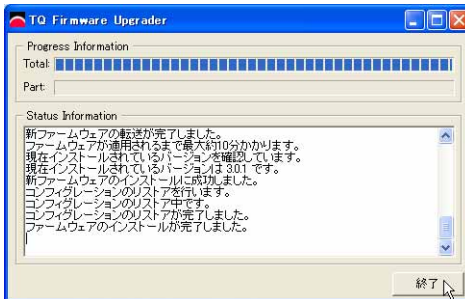 TQ Firmware Upgrader
Progress Information
Total:
Part:
Status Information
新ファームウェアの転送が完了しました。
ファームウェアが適用されるまで最大約10分かかります。
現在インストールされているバージョンを確認しています。
現在インストールされているバージョンは 3.0.1 です。
新ファームウェアのインストールに成功しました。
コンフィグレーションのリストアを行います。
コンフィグレーションのリストア中です。
コンフィグレーションのリストアが完了しました。
ファームウェアのインストールが完了しました。
終了